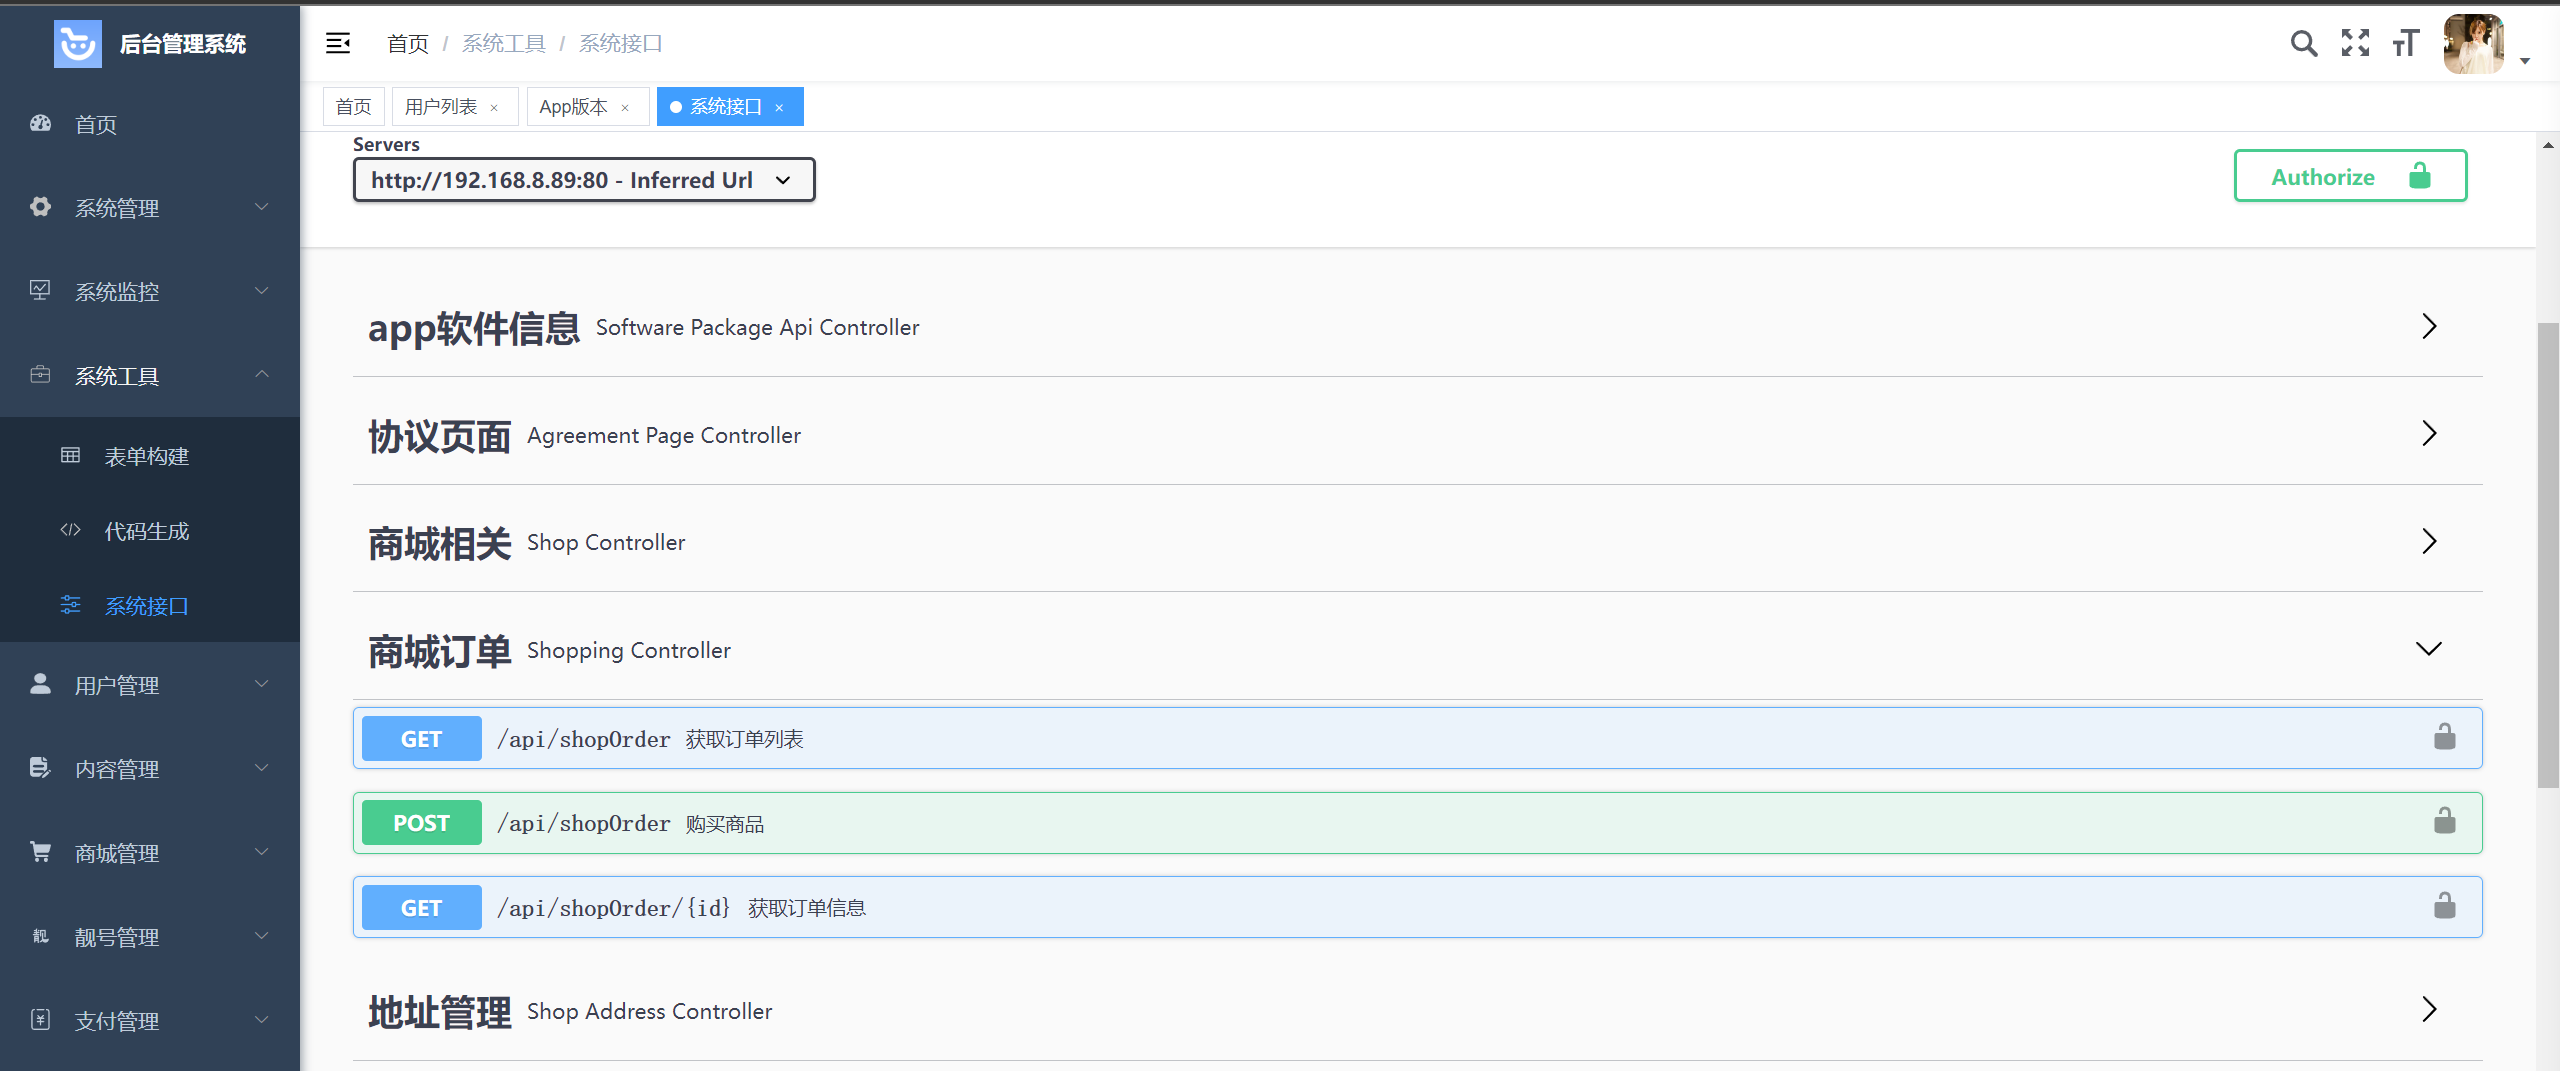 后台管理系统
首页
系统管理
系统监控
系统工具
表单构建
代码生成
系统接口
用户管理
内容管理
商城管理
靓 靓号管理
支付管理
首页 / 系统工具 / 系统接口
首页
用户列表 ×
App版本 ×
系统接口 ×
Servers
http://192.168.8.89:80 - Inferred Url
Authorize
app软件信息 Software Package Api Controller
协议页面 Agreement Page Controller
商城相关 Shop Controller
商城订单 Shopping Controller
GET /api/shopOrder 获取订单列表
POST /api/shopOrder 购买商品
GET /api/shopOrder/{id} 获取订单信息
地址管理 Shop Address Controller